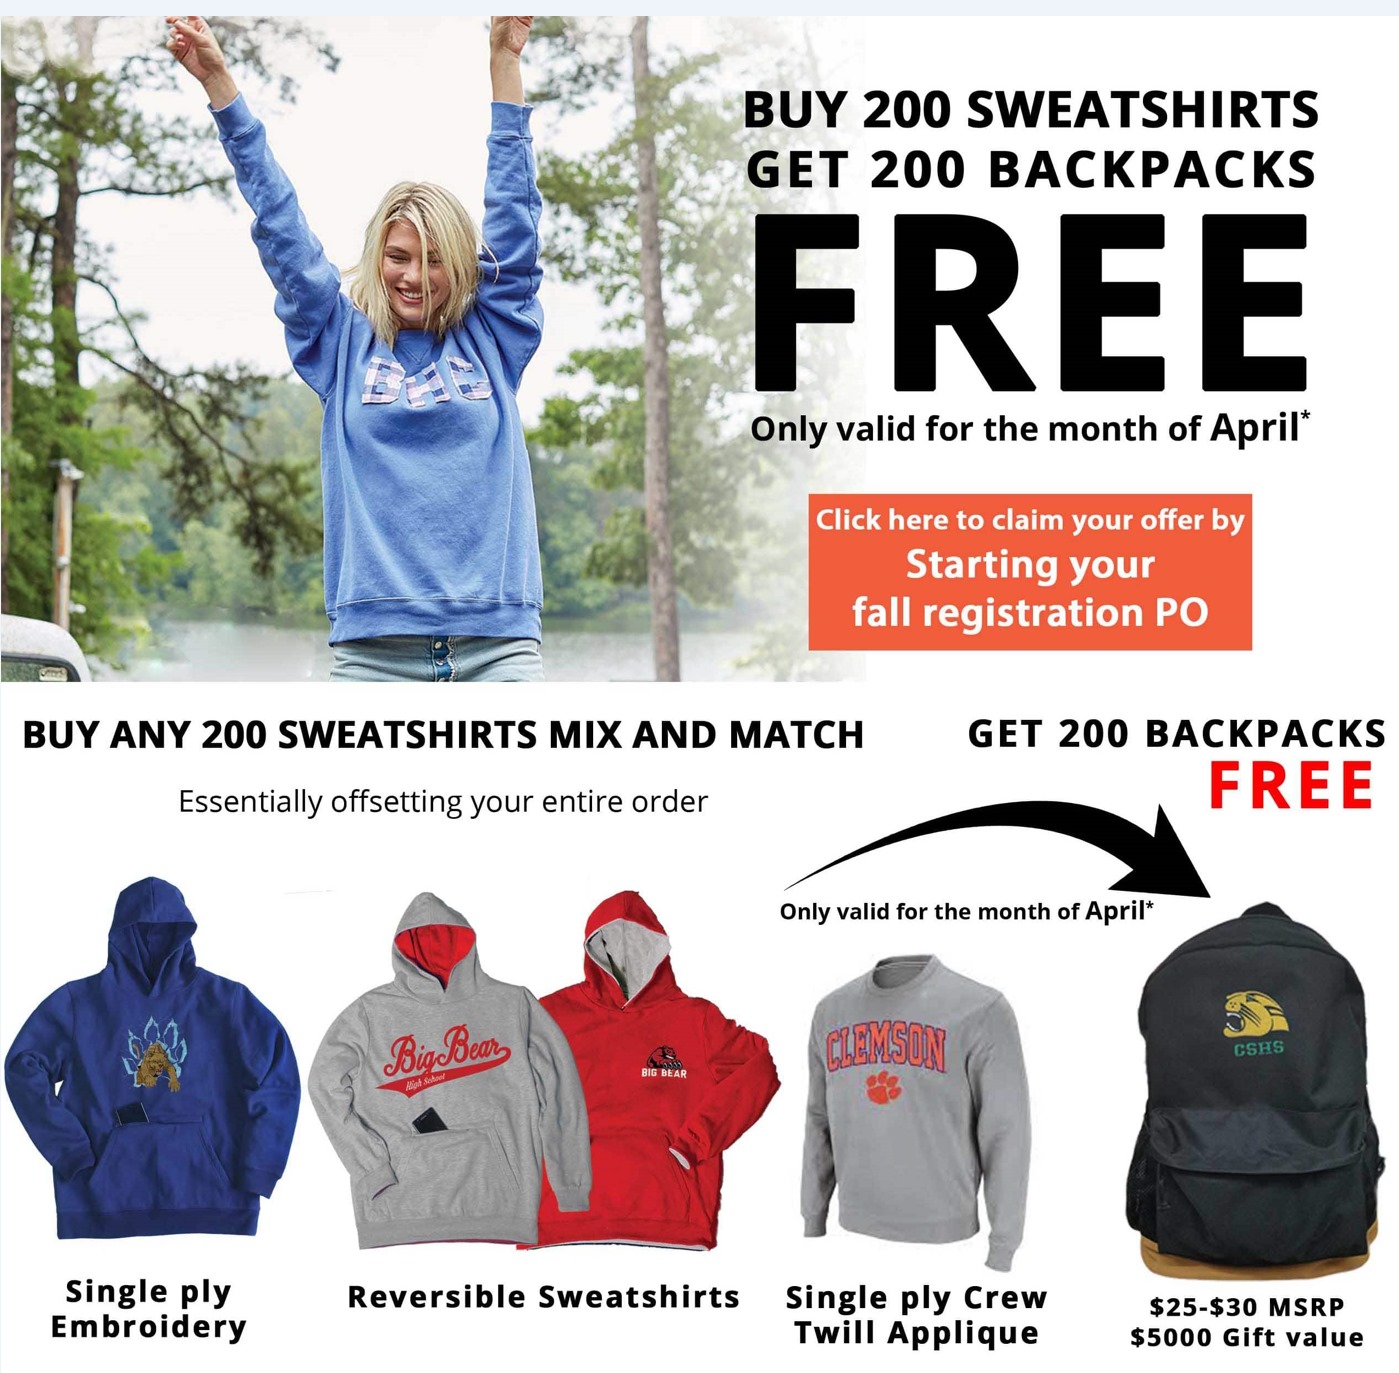 BUY 200 SWEATSHIRTS
GET 200 BACKPACKS
FREE
Only valid for the month of April*
Click here to claim your offer by
Starting your
fall registration PO
BHG
BUY ANY 200 SWEATSHIRTS MIX AND MATCH
Essentially offsetting your entire order
GET 200 BACKPACKS
FREE
Only valid for the month of April*
Big Bear
High School
BIG BEAR
CLEMSON
CSHS
Single ply
Embroidery
Reversible Sweatshirts
Single ply Crew
Twill Applique
$25-$30 MSRP
$5000 Gift value